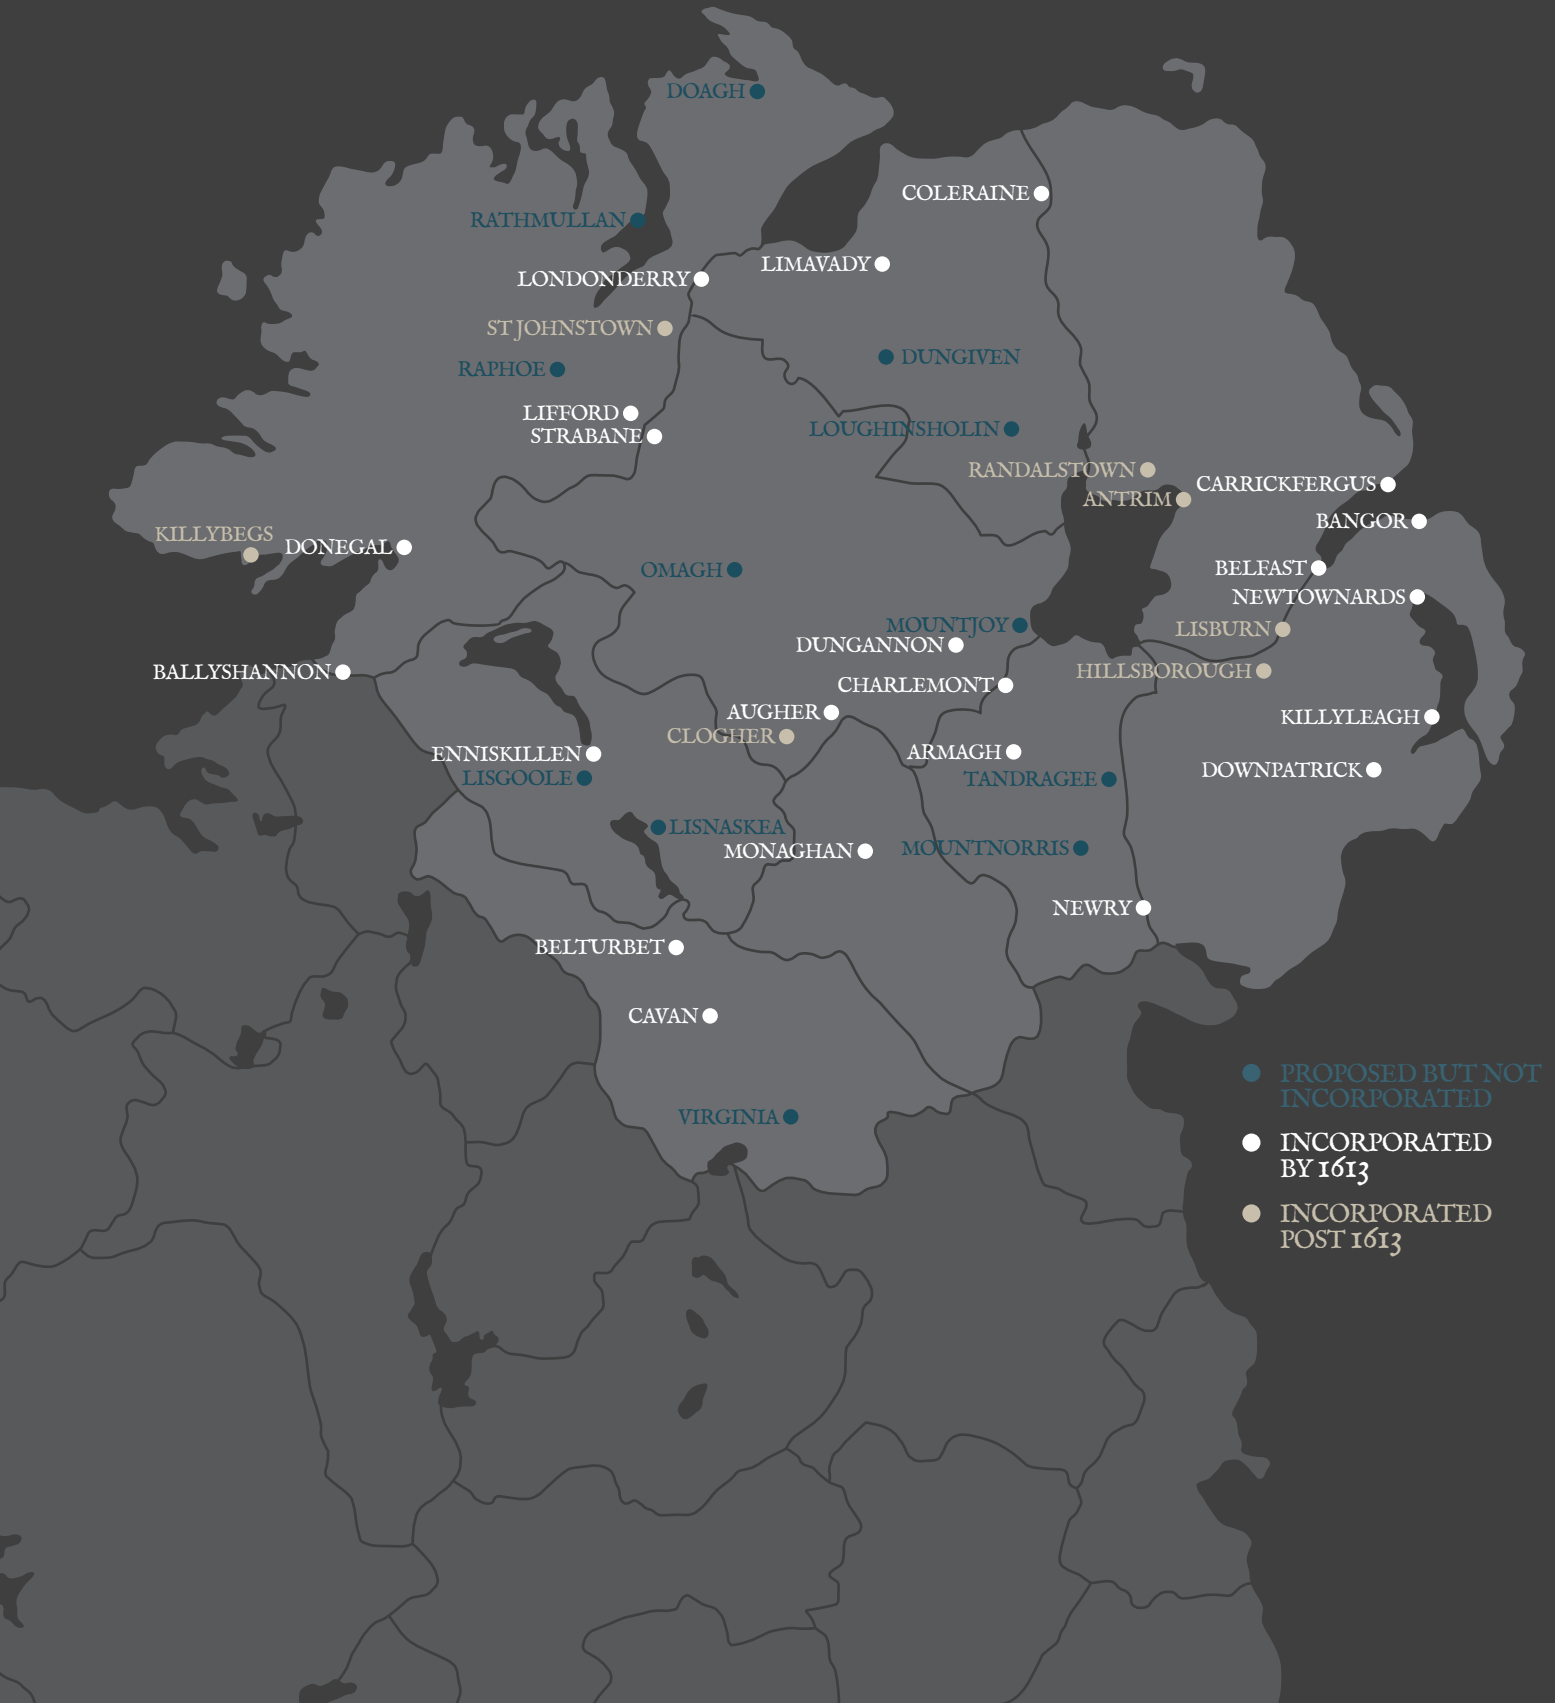 DOAGH
COLERAINE
RATHMULLAN
LIMAVADY
LONDONDERRY
ST JOHNSTOWN
DUNGIVEN
RAPHOE
LIFFORD
LOUGHINSHOLIN
STRABANE
RANDALSTOWN
CARRICKFERGUS
ANTRIM
BANGOR
KILLYBEGS
DONEGAL
BELFAST
OMAGH
NEWTOWNARDS
MOUNTJOY
LISBURN
DUNGANNON
HILLSBOROUGH
BALLYSHANNON
CHARLEMONT
AUGHER
KILLYLEAGH
CLOGHER
ARMAGH
ENNISKILLEN
DOWNPATRICK
LISGOOLE
TANDRAGEE
LISNASKEA
MOUNTNORRIS
MONAGHAN
NEWRY
BELTURBET
CAVAN
VIRGINIA
PROPOSED BUT NOT
INCORPORATED
INCORPORATED
BY 1613
INCORPORATED
POST 1613